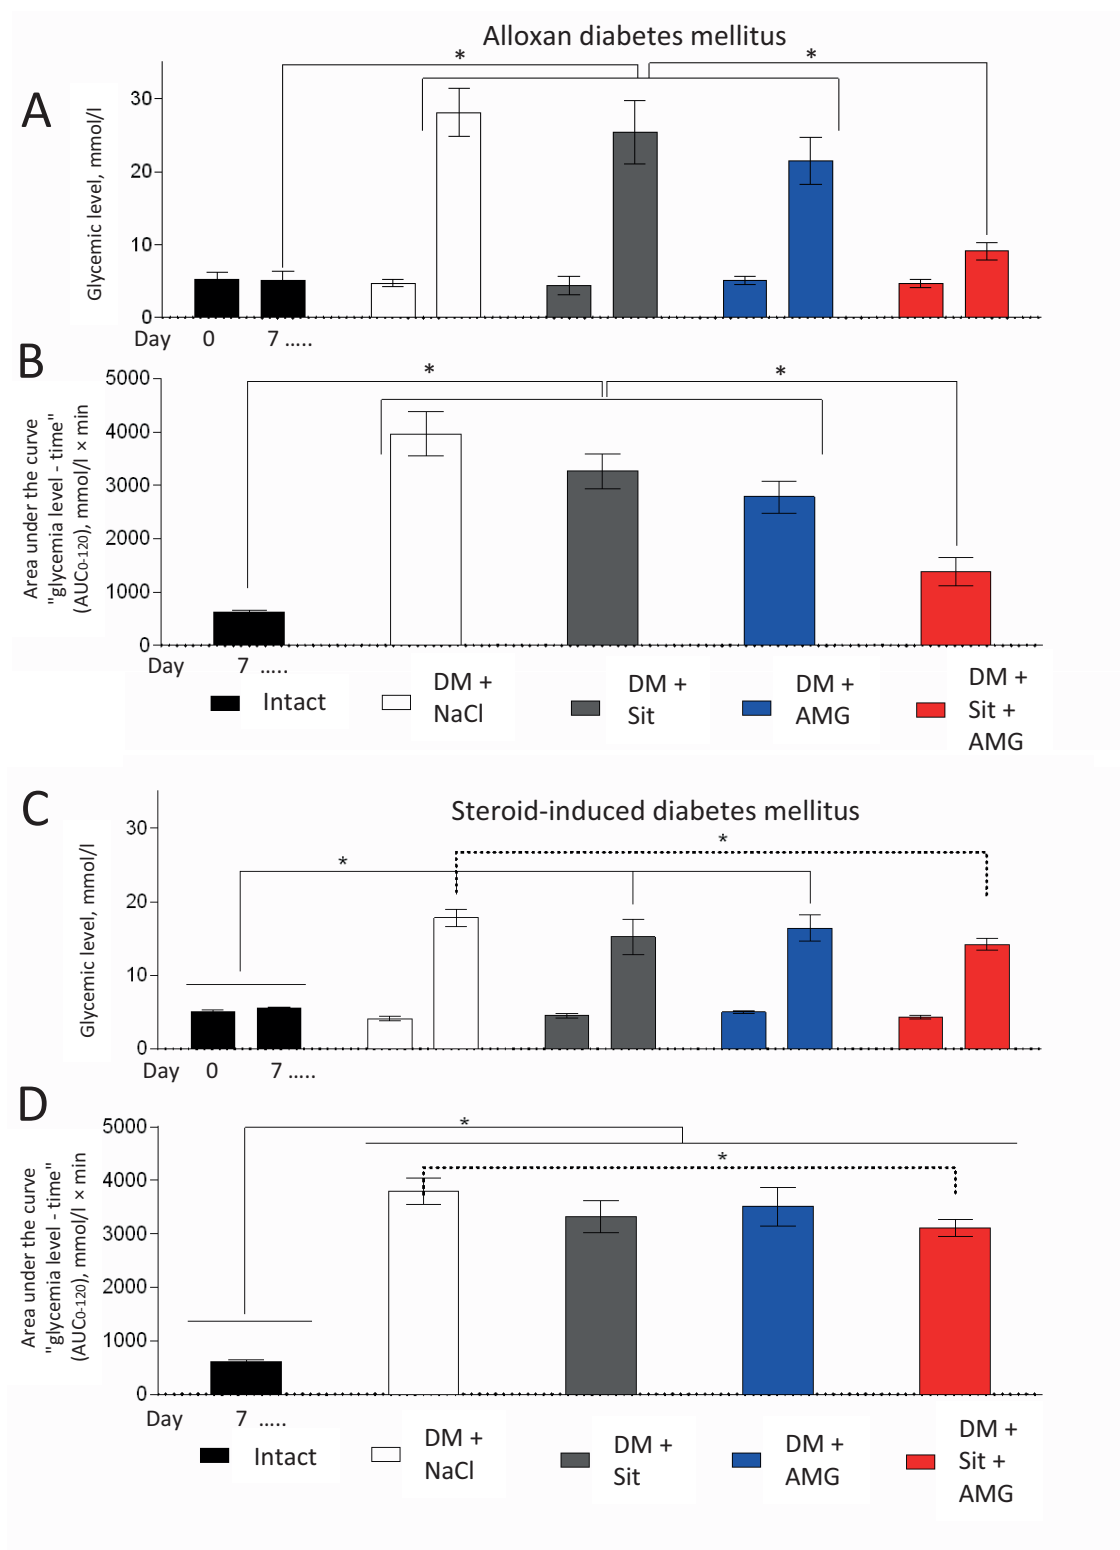 Alloxan diabetes mellitus
A
*
*
Glycemic level, mmol/l
30
20
10
0
Day 0 7 .....
B
*
*
Area under the curve
"glycemia level - time"
(AUC0-120), mmol/l × min
5000
4000
3000
2000
1000
0
Day 7 .....
Intact
DM +
NaCl
DM +
Sit
DM +
AMG
DM +
Sit +
AMG
C
Steroid-induced diabetes mellitus
*
*
Glycemic level, mmol/l
30
20
10
0
Day 0 7 .....
D
*
*
Area under the curve
"glycemia level - time"
(AUC0-120), mmol/l × min
5000
4000
3000
2000
1000
0
Day 7 .....
Intact
DM +
NaCl
DM +
Sit
DM +
AMG
DM +
Sit +
AMG